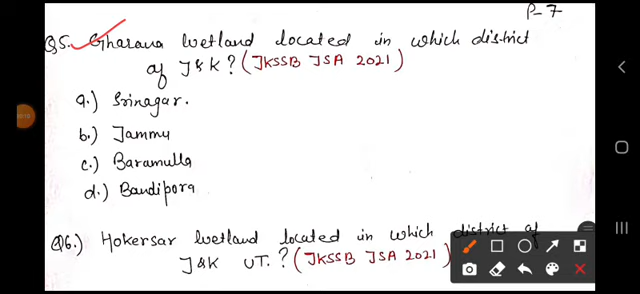 P-7
Q5. Gharana Wetland located in which district
of J&K? (JKSSB JSA 2021)
a.) Srinagar.
b.) Jammu
c.) Baramulla
d.) Bandipora
Q6.) Hokersar Wetland located in which district of
J&K UT.? (JKSSB JSA 2021)